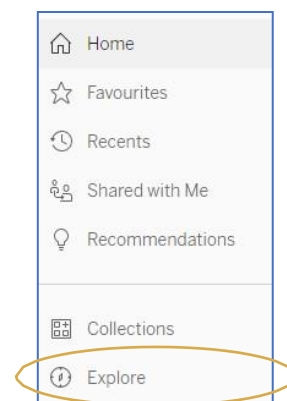 Home
Favourites
Recents
Shared with Me
Recommendations
Collections
Explore